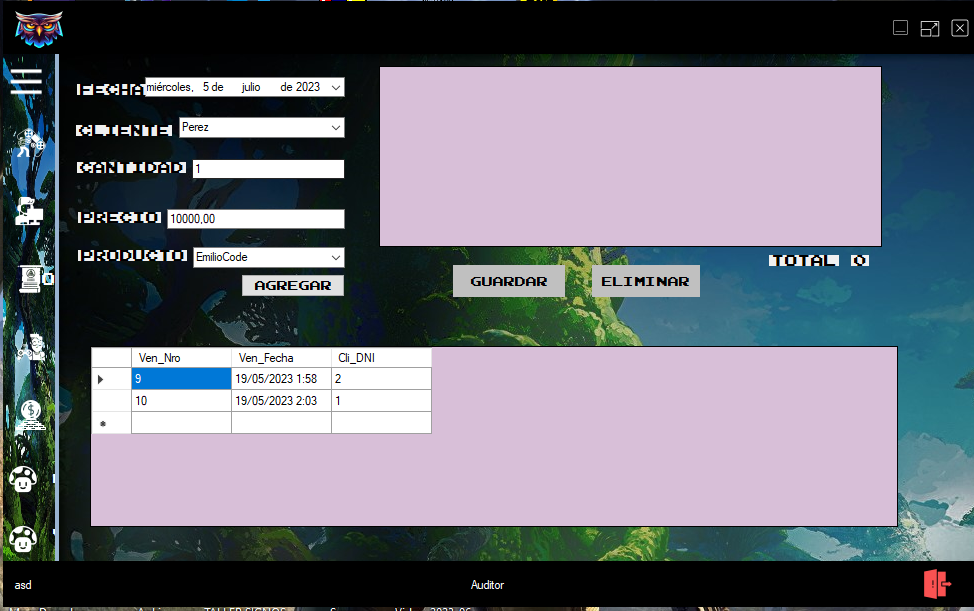 FECHA miércoles, 5 de julio de 2023
CLIENTE Perez
CANTIDAD 1
PRECIO 10000,00
PRODUCTO EmilioCode
AGREGAR
GUARDAR ELIMINAR
TOTAL 0
Ven_Nro Ven_Fecha Cli_DNI
9 19/05/2023 1:58 2
10 19/05/2023 2:03 1
asd Auditor